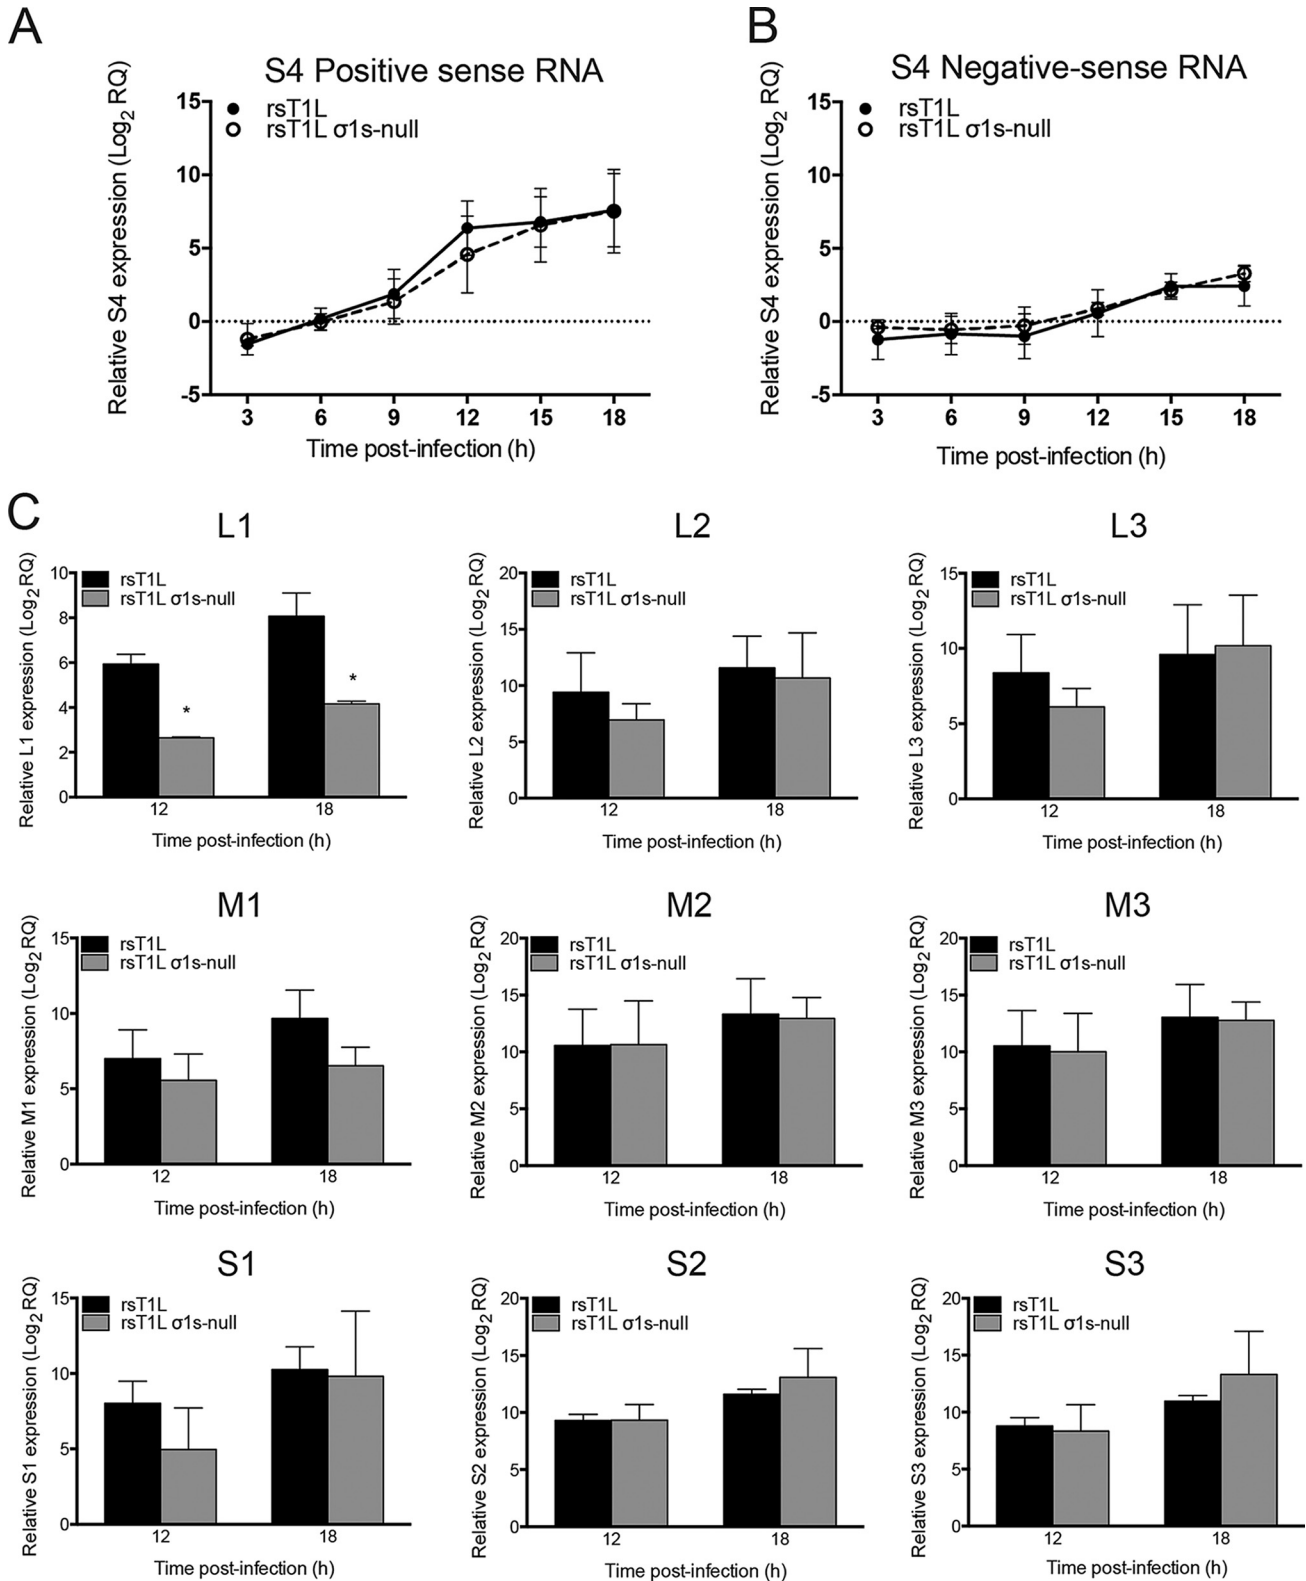 A
S4 Positive sense RNA
Relative S4 expression (Log2 RQ)
rsT1L
rsT1L σ1s-null
15
10
5
0
-5
3 6 9 12 15 18
Time post-infection (h)
B
S4 Negative-sense RNA
Relative S4 expression (Log2 RQ)
rsT1L
rsT1L σ1s-null
15
10
5
0
-5
3 6 9 12 15 18
Time post-infection (h)
C
L1
Relative L1 expression (Log2 RQ)
rsT1L
rsT1L σ1s-null
10
8
6
4
2
0
* *
12 18
Time post-infection (h)
L2
Relative L2 expression (Log2 RQ)
rsT1L
rsT1L σ1s-null
20
15
10
5
0
12 18
Time post-infection (h)
L3
Relative L3 expression (Log2 RQ)
rsT1L
rsT1L σ1s-null
15
10
5
0
12 18
Time post-infection (h)
M1
Relative M1 expression (Log2 RQ)
rsT1L
rsT1L σ1s-null
15
10
5
0
12 18
Time post-infection (h)
M2
Relative M2 expression (Log2 RQ)
rsT1L
rsT1L σ1s-null
20
15
10
5
0
12 18
Time post-infection (h)
M3
Relative M3 expression (Log2 RQ)
rsT1L
rsT1L σ1s-null
20
15
10
5
0
12 18
Time post-infection (h)
S1
Relative S1 expression (Log2 RQ)
rsT1L
rsT1L σ1s-null
15
10
5
0
12 18
Time post-infection (h)
S2
Relative S2 expression (Log2 RQ)
rsT1L
rsT1L σ1s-null
20
15
10
5
0
12 18
Time post-infection (h)
S3
Relative S3 expression (Log2 RQ)
rsT1L
rsT1L σ1s-null
20
15
10
5
0
12 18
Time post-infection (h)